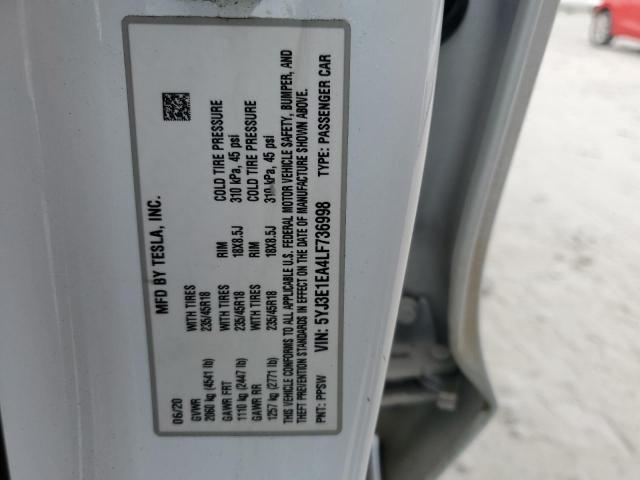 MFD BY TESLA, INC.
06/20
GVWR
2060 kg (4541 lb)
GAWR FRT WITH TIRES RIM COLD TIRE PRESSURE
1110 kg (2447 lb) 235/45R18 18X8.5J 310 kPa, 45 psi
GAWR RR WITH TIRES RIM COLD TIRE PRESSURE
1257 kg (2771 lb) 235/45R18 18X8.5J 310 kPa, 45 psi
THIS VEHICLE CONFORMS TO ALL APPLICABLE U.S. FEDERAL MOTOR VEHICLE SAFETY, BUMPER, AND
THEFT PREVENTION STANDARDS IN EFFECT ON THE DATE OF MANUFACTURE SHOWN ABOVE.
PNT: PPSW VIN: 5YJ3E1EA4LF736998 TYPE: PASSENGER CAR